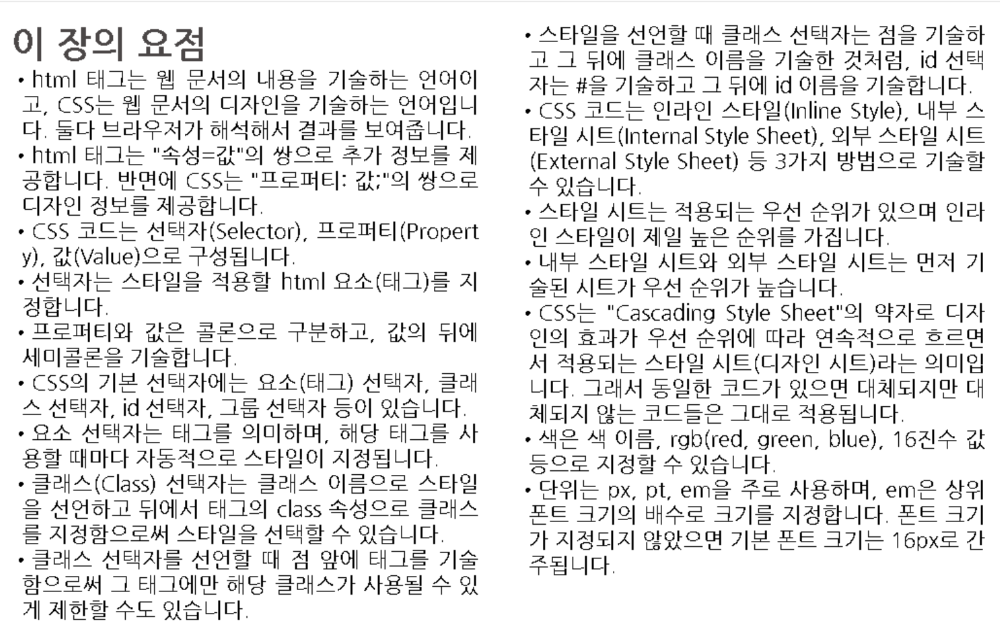 이 장의 요점
• html 태그는 웹 문서의 내용을 기술하는 언어이
고, CSS는 웹 문서의 디자인을 기술하는 언어입니
다. 둘다 브라우저가 해석해서 결과를 보여줍니다.
• html 태그는 "속성=값"의 쌍으로 추가 정보를 제
공합니다. 반면에 CSS는 "프로퍼티: 값;"의 쌍으로
디자인 정보를 제공합니다.
• CSS 코드는 선택자(Selector), 프로퍼티(Propert
y), 값(Value)으로 구성됩니다.
• 선택자는 스타일을 적용할 html 요소(태그)를 지
정합니다.
• 프로퍼티와 값은 콜론으로 구분하고, 값의 뒤에
세미콜론을 기술합니다.
• CSS의 기본 선택자에는 요소(태그) 선택자, 클래
스 선택자, id 선택자, 그룹 선택자 등이 있습니다.
• 요소 선택자는 태그를 의미하며, 해당 태그를 사
용할 때마다 자동적으로 스타일이 지정됩니다.
• 클래스(Class) 선택자는 클래스 이름으로 스타일
을 선언하고 뒤에서 태그의 class 속성으로 클래스
를 지정함으로써 스타일을 선택할 수 있습니다.
• 클래스 선택자를 선언할 때 점 앞에 태그를 기술
함으로써 그 태그에만 해당 클래스가 사용될 수 있
게 제한할 수도 있습니다.
• 스타일을 선언할 때 클래스 선택자는 점을 기술하
고 그 뒤에 클래스 이름을 기술한 것처럼, id 선택
자는 #을 기술하고 그 뒤에 id 이름을 기술합니다.
• CSS 코드는 인라인 스타일(Inline Style), 내부 스
타일 시트(Internal Style Sheet), 외부 스타일 시트
(External Style Sheet) 등 3가지 방법으로 기술할
수 있습니다.
• 스타일 시트는 적용되는 우선 순위가 있으며 인라
인 스타일이 제일 높은 순위를 가집니다.
• 내부 스타일 시트와 외부 스타일 시트는 먼저 기
술된 시트가 우선 순위가 높습니다.
• CSS는 "Cascading Style Sheet"의 약자로 디자
인의 효과가 우선 순위에 따라 연속적으로 흐르면
서 적용되는 스타일 시트(디자인 시트)라는 의미입
니다. 그래서 동일한 코드가 있으면 대체되지만 대
체되지 않는 코드들은 그대로 적용됩니다.
• 색은 색 이름, rgb(red, green, blue), 16진수 값
등으로 지정할 수 있습니다.
• 단위는 px, pt, em을 주로 사용하며, em은 상위
폰트 크기의 배수로 크기를 지정합니다. 폰트 크기
가 지정되지 않았으면 기본 폰트 크기는 16px로 간
주됩니다.